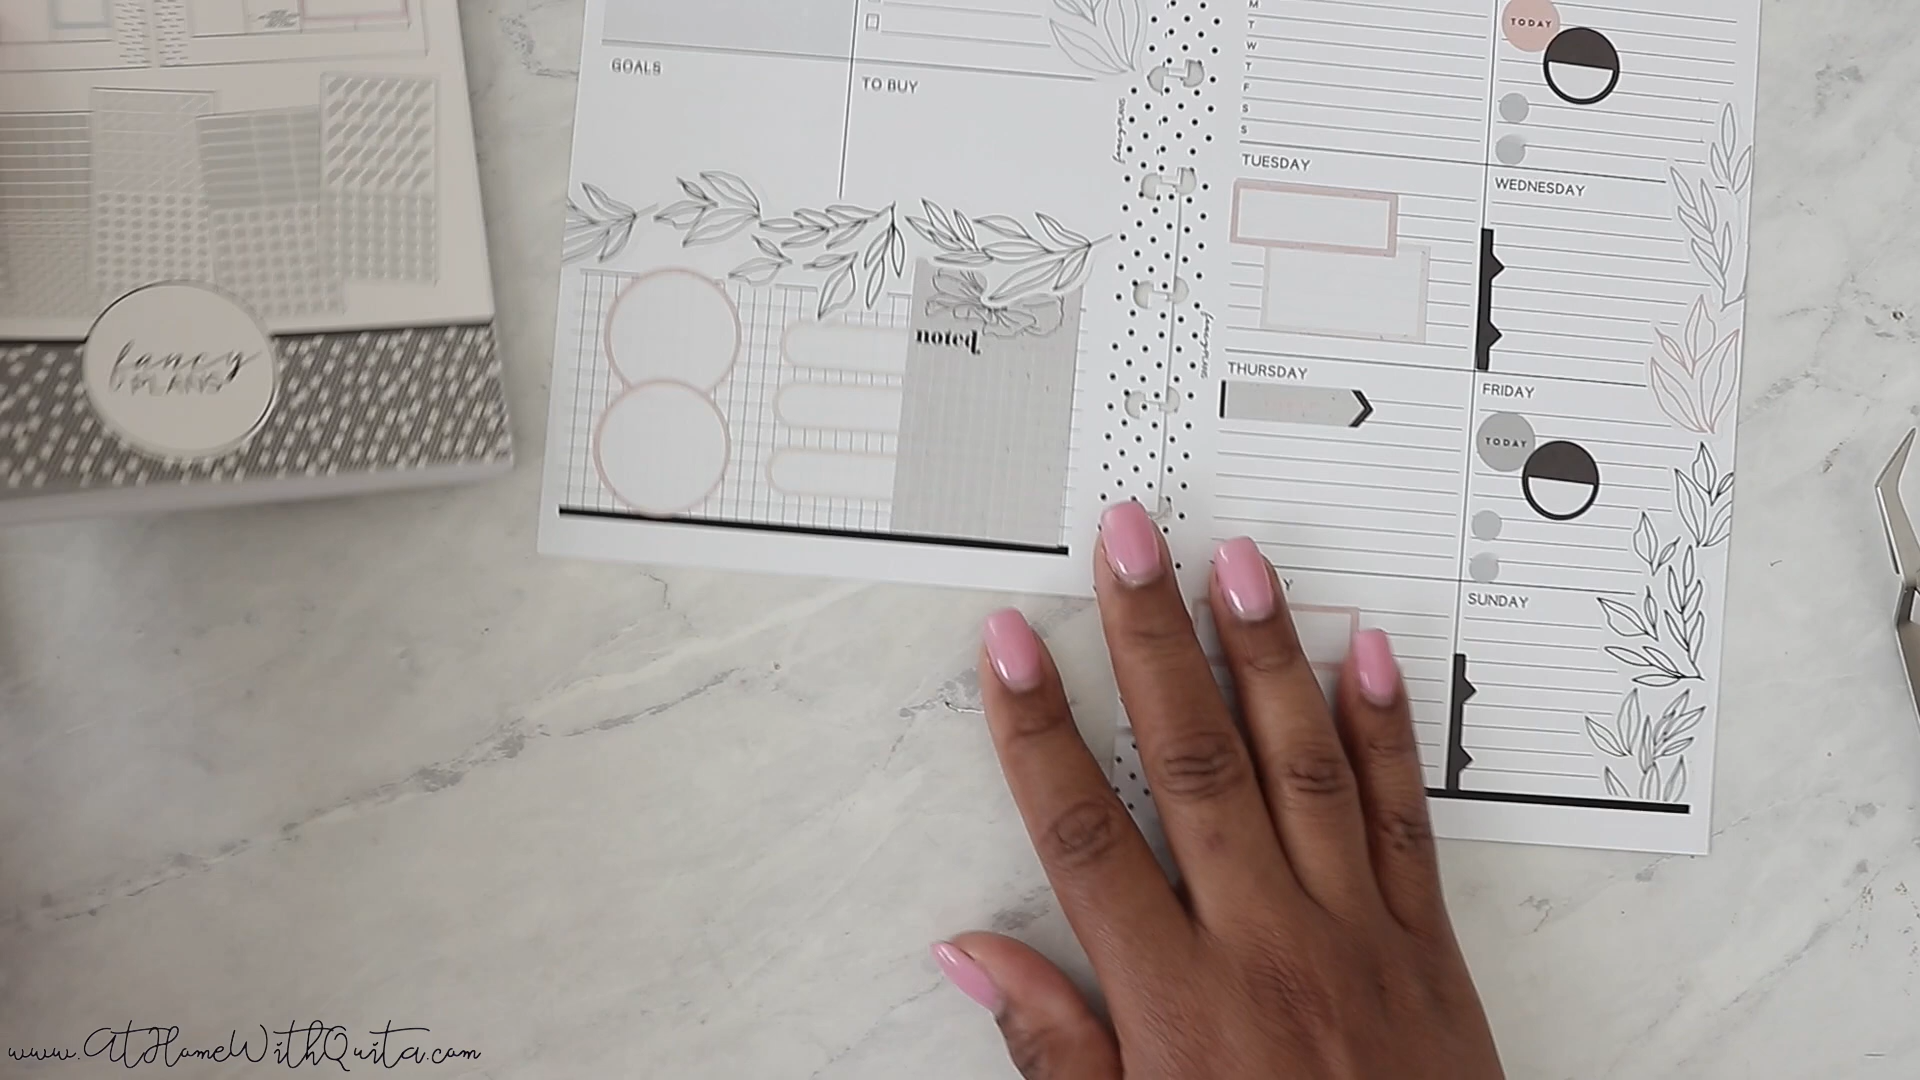 GOALS
TO BUY
noted.
fancy
PLANS
M
T
W
T
F
S
S
TODAY
TUESDAY
WEDNESDAY
THURSDAY
FRIDAY
TODAY
SUNDAY
www.AtHomeWithQuita.com